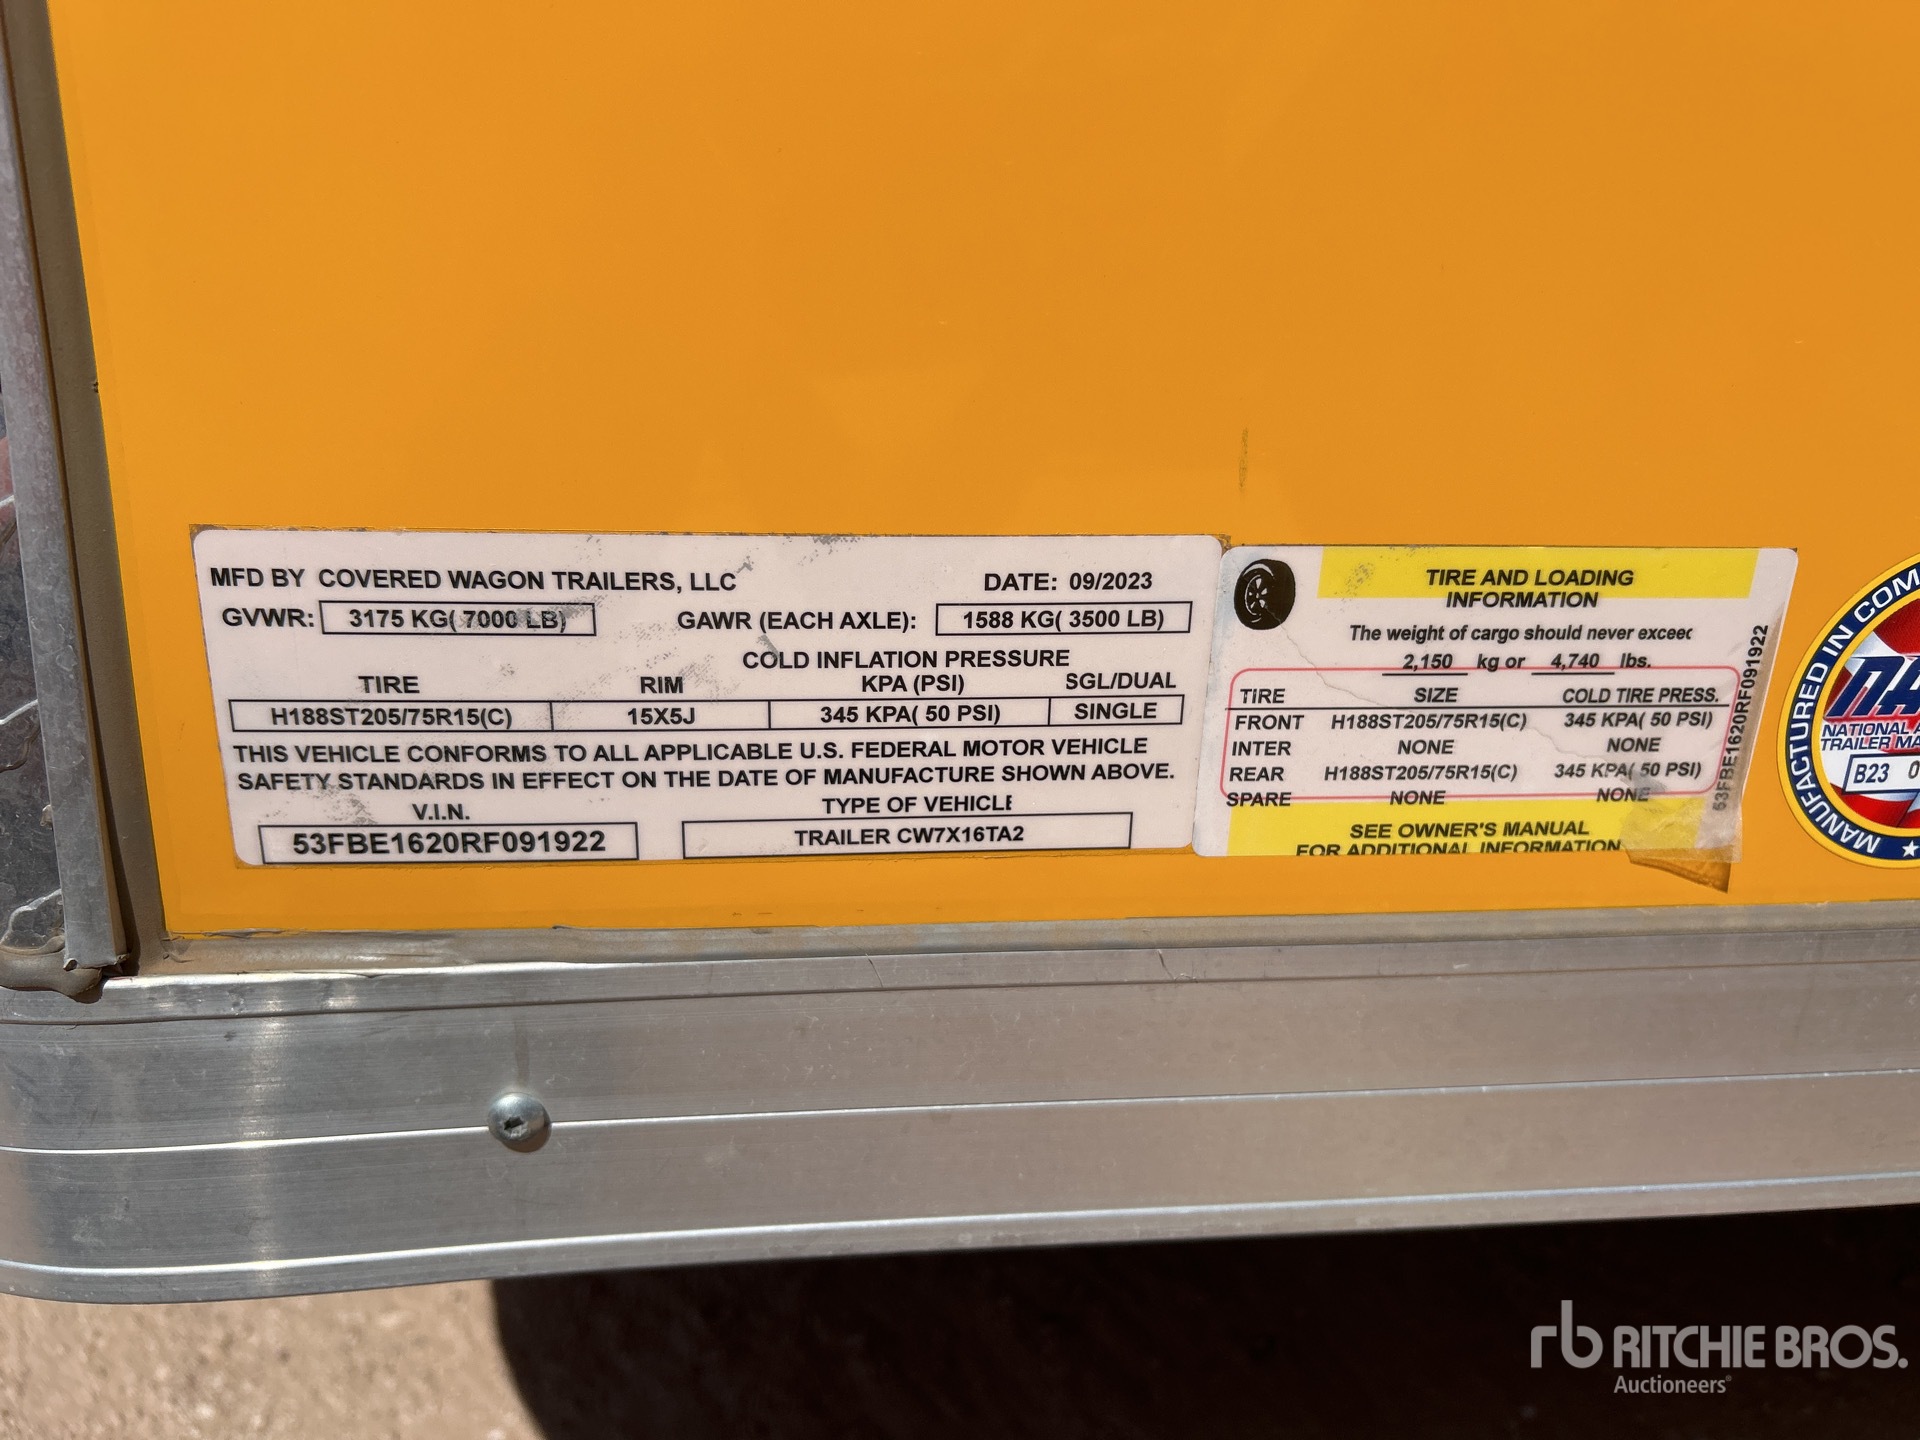 MFD BY COVERED WAGON TRAILERS, LLC DATE: 09/2023
GVWR: 3175 KG( 7000 LB) GAWR (EACH AXLE): 1588 KG( 3500 LB)
COLD INFLATION PRESSURE
TIRE RIM KPA (PSI) SGL/DUAL
H188ST205/75R15(C) 15X5J 345 KPA( 50 PSI) SINGLE
THIS VEHICLE CONFORMS TO ALL APPLICABLE U.S. FEDERAL MOTOR VEHICLE
SAFETY STANDARDS IN EFFECT ON THE DATE OF MANUFACTURE SHOWN ABOVE.
V.I.N. TYPE OF VEHICLE
53FBE1620RF091922 TRAILER CW7X16TA2
TIRE AND LOADING
INFORMATION
The weight of cargo should never exceed
2,150 kg or 4,740 lbs.
TIRE SIZE COLD TIRE PRESS.
FRONT H188ST205/75R15(C) 345 KPA( 50 PSI)
INTER NONE NONE
REAR H188ST205/75R15(C) 345 KPA( 50 PSI)
SPARE NONE NONE
SEE OWNER'S MANUAL
FOR ADDITIONAL INFORMATION
53FBE1620RF091922
MANUFACTURED IN COM
NA
NATIONAL
TRAILER MA
B23 0
rb RITCHIE BROS.
Auctioneers